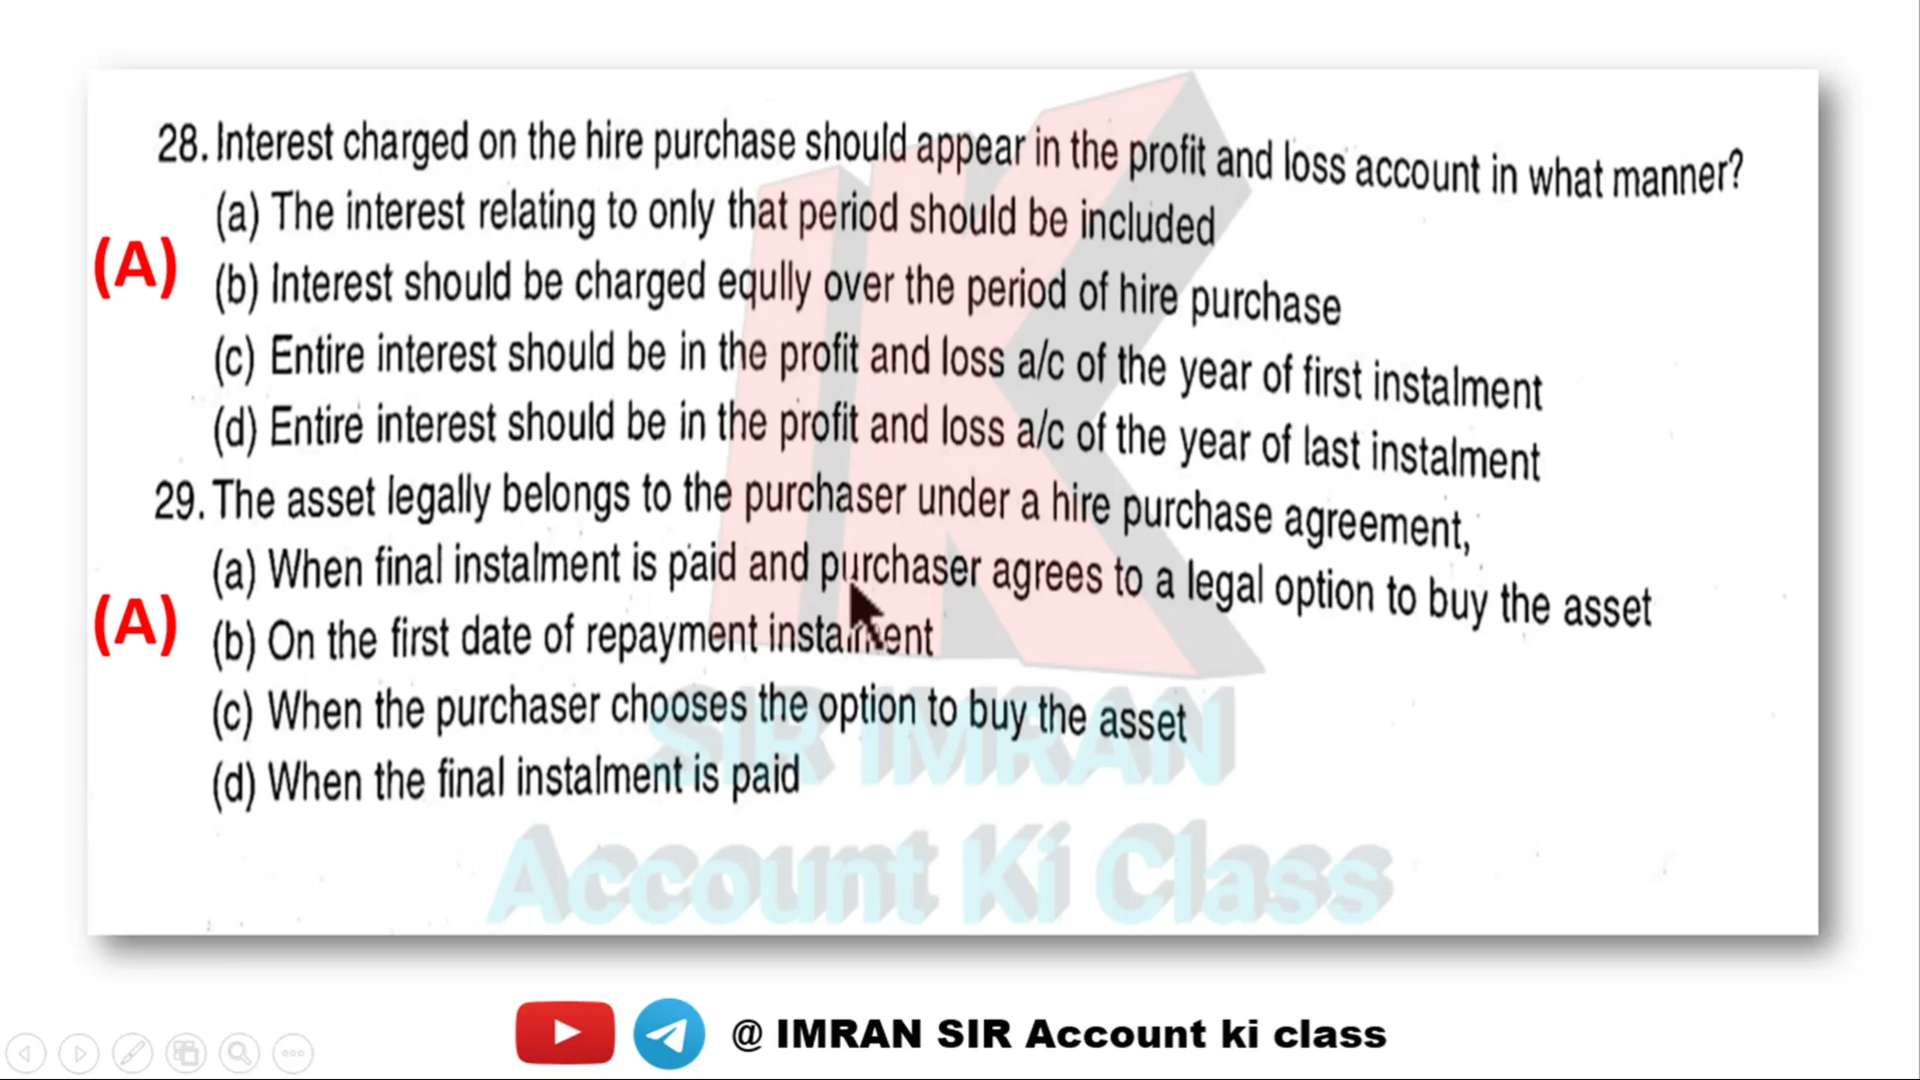 28. Interest charged on the hire purchase should appear in the profit and loss account in what manner?
(a) The interest relating to only that period should be included
(A)
(b) Interest should be charged eqully over the period of hire purchase
(c) Entire interest should be in the profit and loss a/c of the year of first instalment
(d) Entire interest should be in the profit and loss a/c of the year of last instalment
29. The asset legally belongs to the purchaser under a hire purchase agreement,
(a) When final instalment is paid and purchaser agrees to a legal option to buy the asset
(A)
(b) On the first date of repayment instalment
(c) When the purchaser chooses the option to buy the asset
(d) When the final instalment is paid
SIR IMRAN
Account Ki Class
@ IMRAN SIR Account ki class